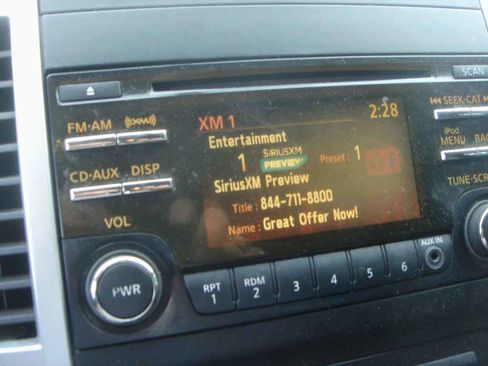 SCAN
FM·AM
((XM))
XM 1
2:28
SEEK·CAT
Entertainment
iPod
MENU
1
SIRIUSXM
PREVIEW
Preset : 1
CD·AUX
DISP
SiriusXM Preview
Title : 844-711-8800
Name : Great Offer Now!
VOL
PWR
AUX IN
RPT
1
RDM
2
3
4
5
6